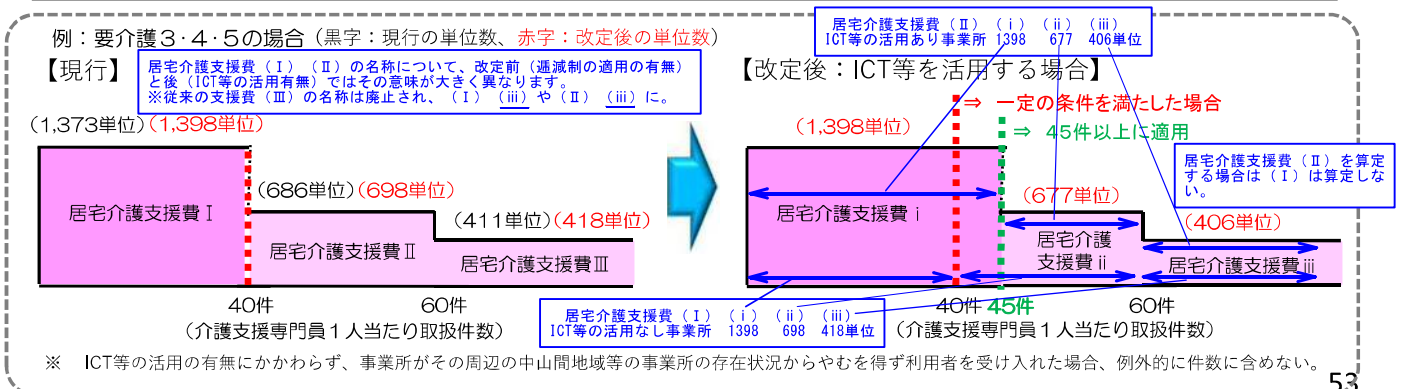 例：要介護３・４・５の場合（黒字：現行の単位数、赤字：改定後の単位数）
居宅介護支援費（Ⅱ）（ⅰ）（ⅱ）（ⅲ）
ICT等の活用あり事業所 1398 677 406単位
【現行】
居宅介護支援費（Ⅰ）（Ⅱ）の名称について、改定前（逓減制の適用の有無）
と後（ICT等の活用有無）ではその意味が大きく異なります。
※従来の支援費（Ⅲ）の名称は廃止され、（Ⅰ）（ⅲ）や（Ⅱ）（ⅲ）に。
【改定後：ICT等を活用する場合】
(1,373単位)(1,398単位)
⇒ 一定の条件を満たした場合
(1,398単位)
⇒ 45件以上に適用
居宅介護支援費（Ⅱ）を算定
する場合は（Ⅰ）は算定しな
い。
(686単位)(698単位)
(677単位)
居宅介護支援費Ⅰ
(411単位)(418単位)
居宅介護支援費ⅰ
(406単位)
居宅介護支援費Ⅱ
居宅介護
支援費ⅱ
居宅介護支援費Ⅲ
居宅介護支援費ⅲ
40件
60件
40件
45件
60件
（介護支援専門員１人当たり取扱件数）
居宅介護支援費（Ⅰ）（ⅰ）（ⅱ）（ⅲ）
ICT等の活用なし事業所 1398 698 418単位
（介護支援専門員１人当たり取扱件数）
※ ICT等の活用の有無にかかわらず、事業所がその周辺の中山間地域等の事業所の存在状況からやむを得ず利用者を受け入れた場合、例外的に件数に含めない。
53